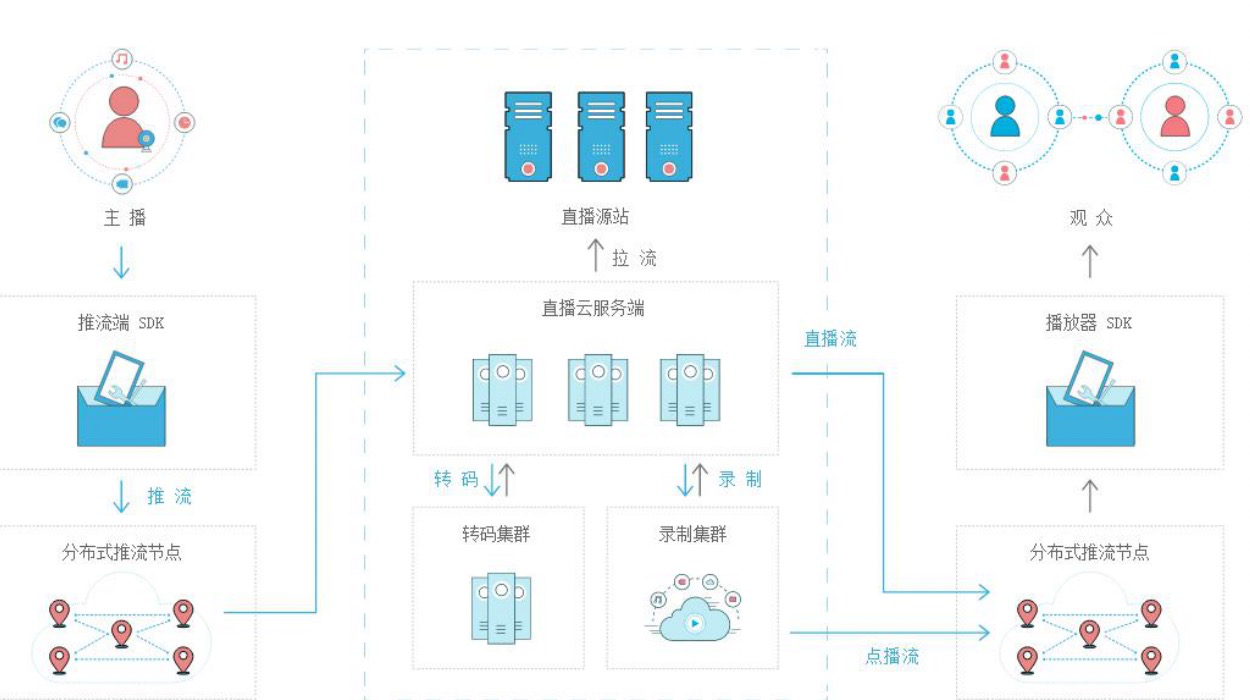 主 播
推流端 SDK
推 流
分布式推流节点
直播源站
拉 流
直播云服务端
转 码
录 制
转码集群
录制集群
直播流
点播流
观 众
播放器 SDK
分布式推流节点